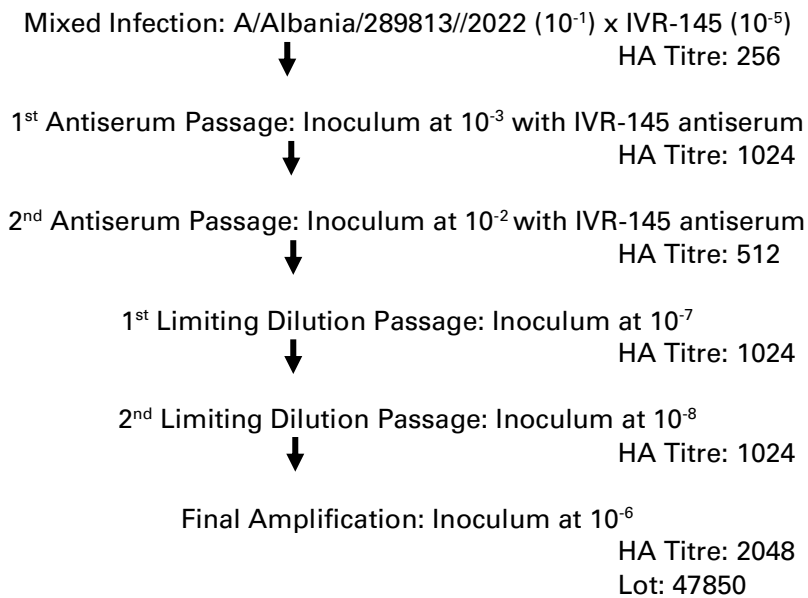 Mixed Infection: A/Albania/289813//2022 (10⁻¹) x IVR-145 (10⁻⁵)
HA Titre: 256
1ˢᵗ Antiserum Passage: Inoculum at 10⁻³ with IVR-145 antiserum
HA Titre: 1024
2ⁿᵈ Antiserum Passage: Inoculum at 10⁻² with IVR-145 antiserum
HA Titre: 512
1ˢᵗ Limiting Dilution Passage: Inoculum at 10⁻⁷
HA Titre: 1024
2ⁿᵈ Limiting Dilution Passage: Inoculum at 10⁻⁸
HA Titre: 1024
Final Amplification: Inoculum at 10⁻⁶
HA Titre: 2048
Lot: 47850